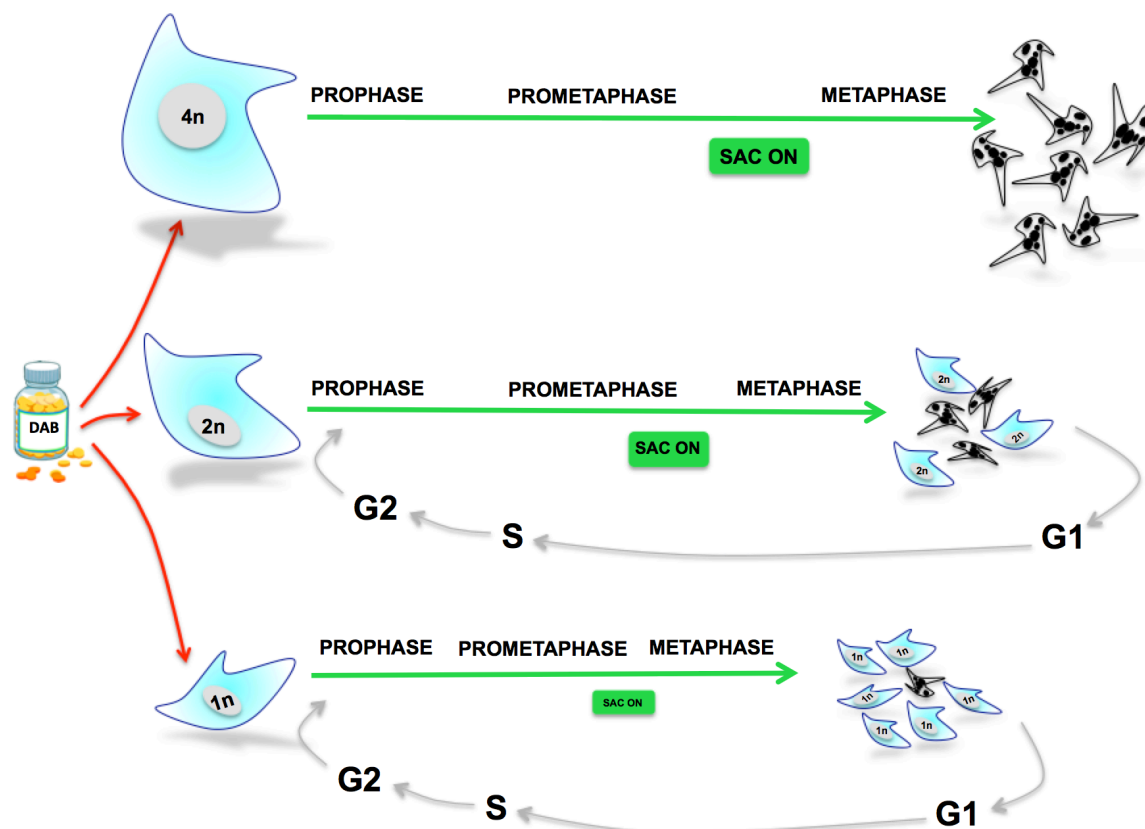 4n
PROPHASE
PROMETAPHASE
METAPHASE
SAC ON
DAB
2n
PROPHASE
PROMETAPHASE
METAPHASE
SAC ON
2n
2n
2n
G2
S
G1
1n
PROPHASE
PROMETAPHASE
METAPHASE
SAC ON
1n
1n
1n
1n
1n
1n
G2
S
G1